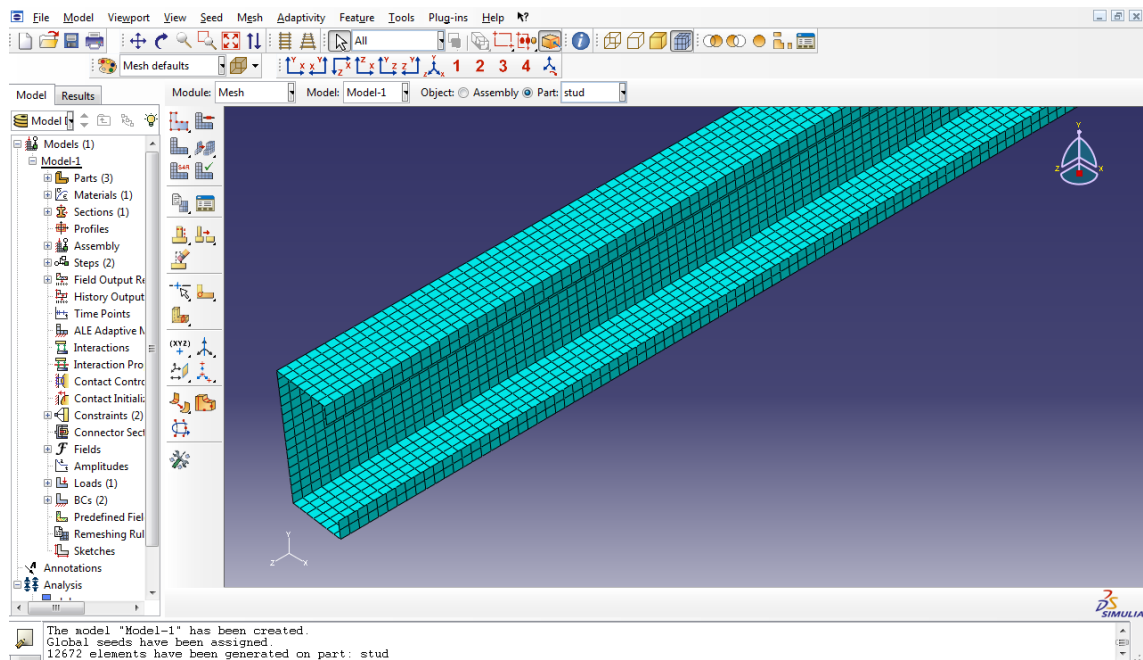 File Model Viewport View Seed Mesh Adaptivity Feature Tools Plug-ins Help
All
Mesh defaults 1 2 3 4
Model Results Module: Mesh Model: Model-1 Object: Assembly Part: stud
Model
Models (1)
Model-1
Parts (3)
Materials (1)
Sections (1)
Profiles
Assembly
Steps (2)
Field Output Re
History Output
Time Points
ALE Adaptive M
Interactions
Interaction Pro
Contact Contro
Contact Initializ
Constraints (2)
Connector Sect
Fields
Amplitudes
Loads (1)
BCs (2)
Predefined Fiel
Remeshing Rul
Sketches
Annotations
Analysis
(XYZ)
Y
Z X
Y
Z X
SIMULIA
The model "Model-1" has been created.
Global seeds have been assigned.
12672 elements have been generated on part: stud